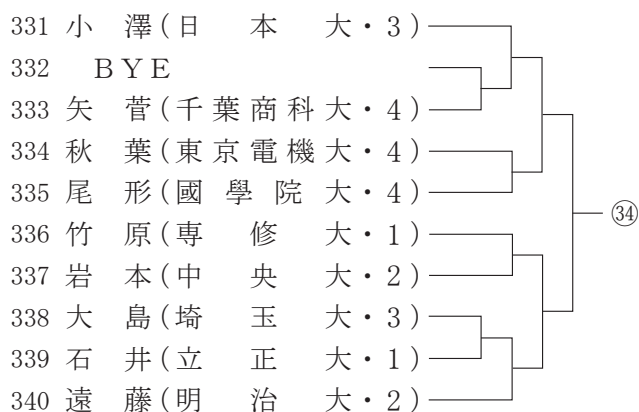 331 小 澤(日 本 大・3)
332 BYE
333 矢 菅(千葉商科大・4)
334 秋 葉(東京電機大・4)
335 尾 形(國學院大・4)
336 竹 原(専 修 大・1)
337 岩 本(中 央 大・2)
338 大 島(埼 玉 大・3)
339 石 井(立 正 大・1)
340 遠 藤(明 治 大・2)
㉞